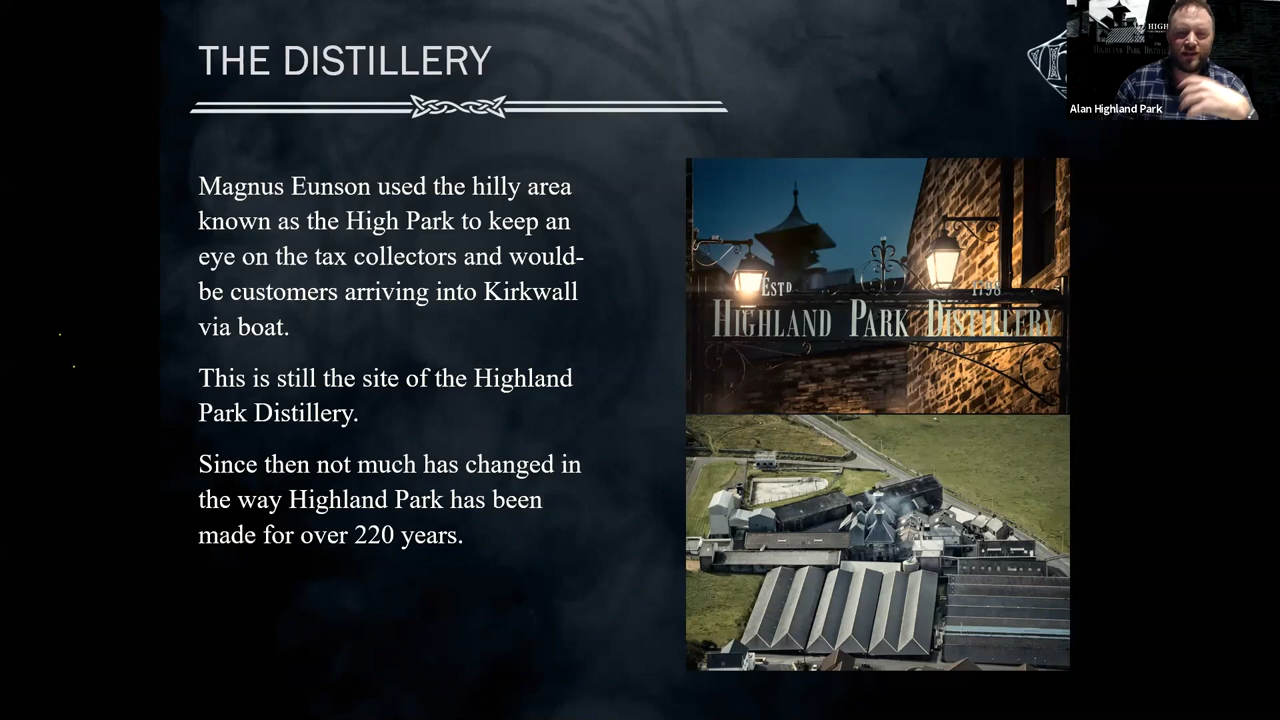 THE DISTILLERY
Magnus Eunson used the hilly area
known as the High Park to keep an
eye on the tax collectors and would-
be customers arriving into Kirkwall
via boat.
This is still the site of the Highland
Park Distillery.
Since then not much has changed in
the way Highland Park has been
made for over 220 years.
ESTD 1798
HIGHLAND PARK DISTILLERY
HIGH
HIGHLAND PARK
Alan Highland Park